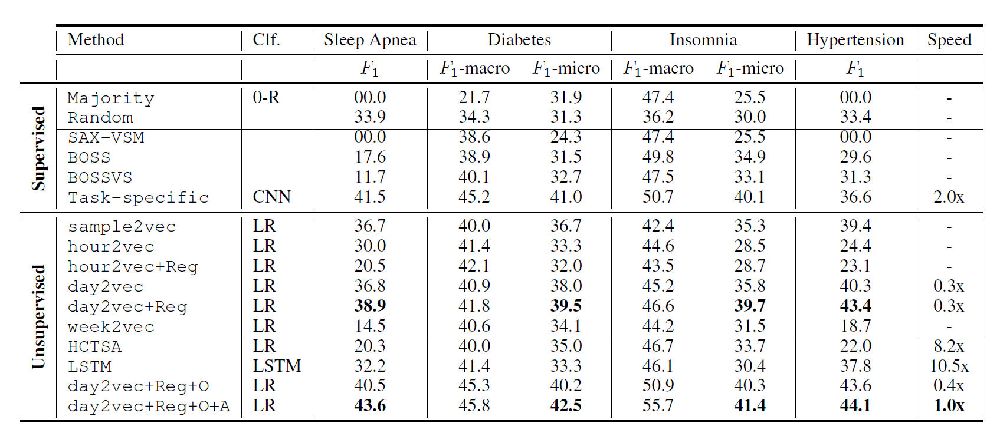 Method Clf. Sleep Apnea Diabetes Insomnia Hypertension Speed
F1 F1-macro F1-micro F1-macro F1-micro F1
Supervised
Majority 0-R 00.0 21.7 31.9 47.4 25.5 00.0 -
Random 33.9 34.3 31.3 36.2 30.0 33.4 -
SAX-VSM 00.0 38.6 24.3 47.4 25.5 00.0 -
BOSS 17.6 38.9 31.5 49.8 34.9 29.6 -
BOSSVS 11.7 40.1 32.7 47.5 33.1 31.3 -
Task-specific CNN 41.5 45.2 41.0 50.7 40.1 36.6 2.0x
Unsupervised
sample2vec LR 36.7 40.0 36.7 42.4 35.3 39.4 -
hour2vec LR 30.0 41.4 33.3 44.6 28.5 24.4 -
hour2vec+Reg LR 20.5 42.1 32.0 43.5 28.7 23.1 -
day2vec LR 36.8 40.9 38.0 45.2 35.8 40.3 0.3x
day2vec+Reg LR 38.9 41.8 39.5 46.6 39.7 43.4 0.3x
week2vec LR 14.5 40.6 34.1 44.2 31.5 18.7 -
HCTSA LR 20.3 40.0 35.0 46.7 33.7 22.0 8.2x
LSTM LSTM 32.2 41.4 33.3 46.1 30.4 37.8 10.5x
day2vec+Reg+O LR 40.5 45.3 40.2 50.9 40.3 43.6 0.4x
day2vec+Reg+O+A LR 43.6 45.8 42.5 55.7 41.4 44.1 1.0x